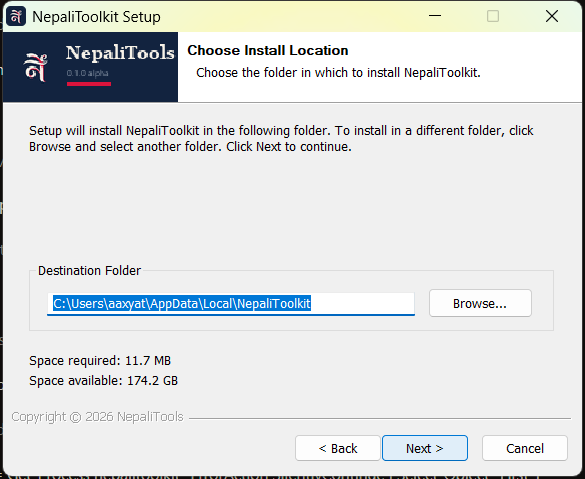 NepaliToolkit Setup
ने
NepaliTools
0.1.0 alpha
Choose Install Location
Choose the folder in which to install NepaliToolkit.
Setup will install NepaliToolkit in the following folder. To install in a different folder, click
Browse and select another folder. Click Next to continue.
Destination Folder
C:\Users\aaxyat\AppData\Local\NepaliToolkit
Browse...
Space required: 11.7 MB
Space available: 174.2 GB
Copyright © 2026 NepaliTools
< Back
Next >
Cancel